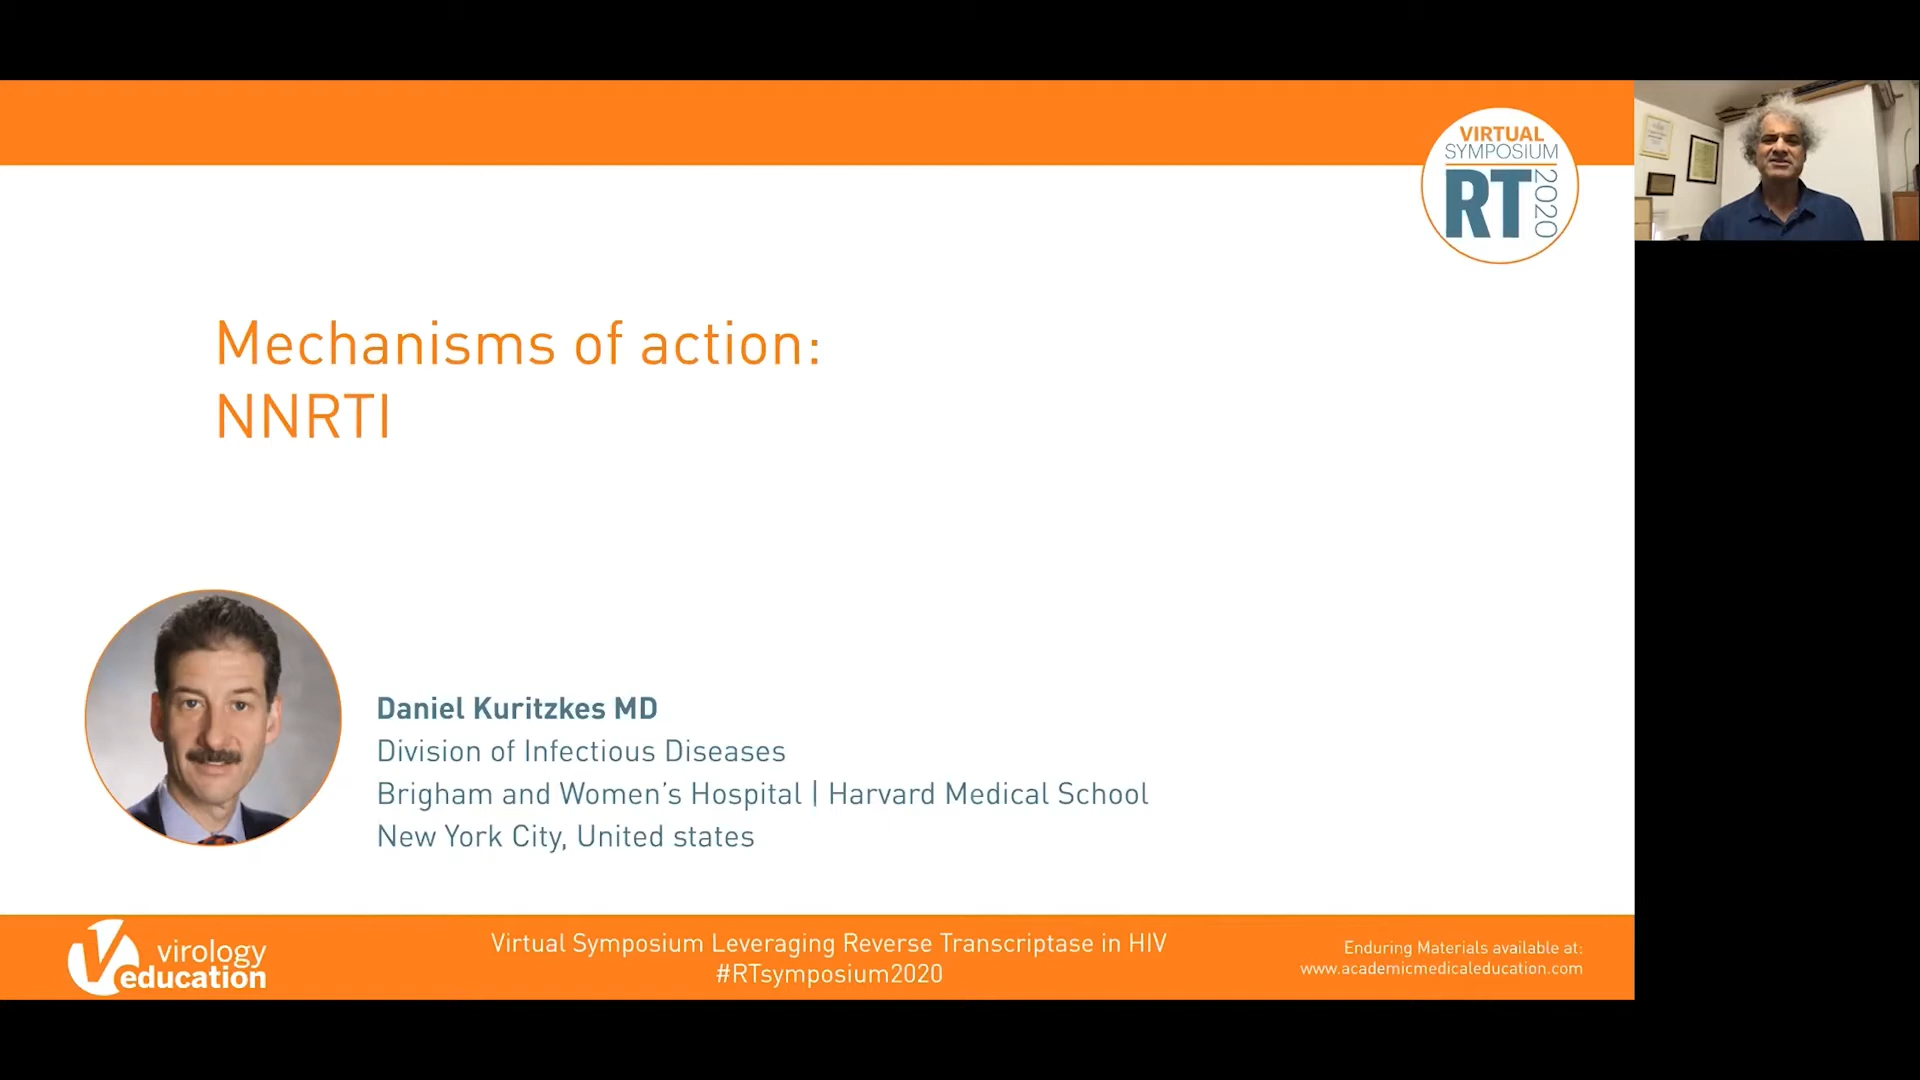 VIRTUAL
SYMPOSIUM
RT 2020
Mechanisms of action:
NNRTI
Daniel Kuritzkes MD
Division of Infectious Diseases
Brigham and Women's Hospital | Harvard Medical School
New York City, United states
virology
education
Virtual Symposium Leveraging Reverse Transcriptase in HIV
#RTsymposium2020
Enduring Materials available at:
www.academicmedicaleducation.com